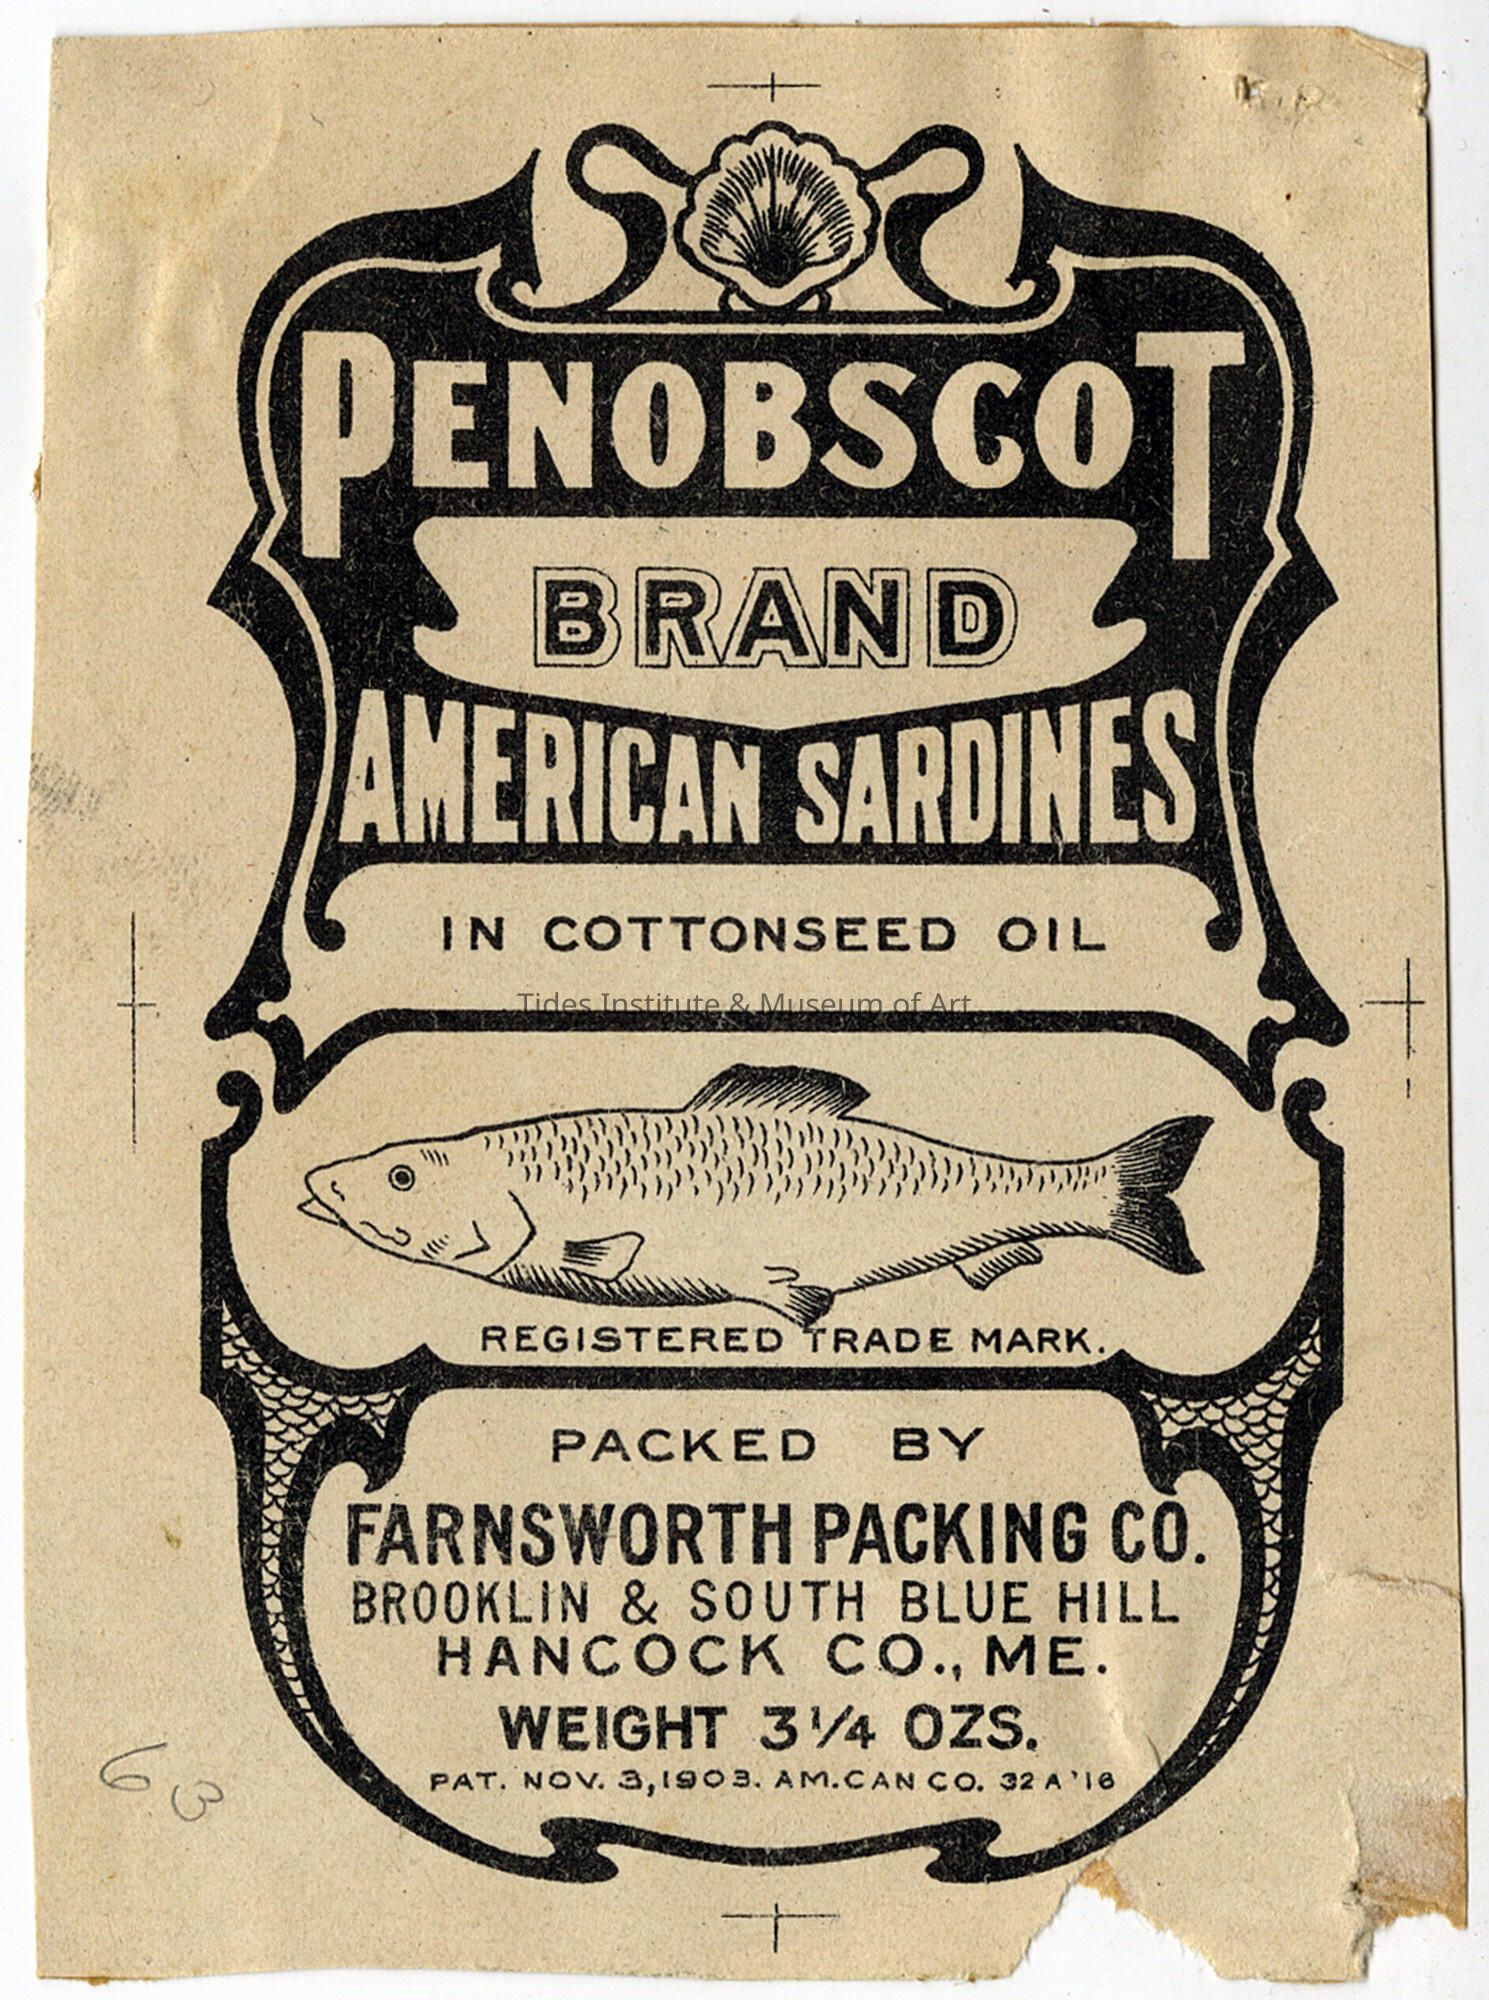 PENOBSCOT
BRAND
AMERICAN SARDINES
IN COTTONSEED OIL
Tides Institute & Museum of Art
REGISTERED TRADE MARK.
PACKED BY
FARNSWORTH PACKING CO.
BROOKLIN & SOUTH BLUE HILL
HANCOCK CO., ME.
WEIGHT 3 1/4 OZS.
PAT. NOV. 3, 1903. AM. CAN CO. 32 A '16
63